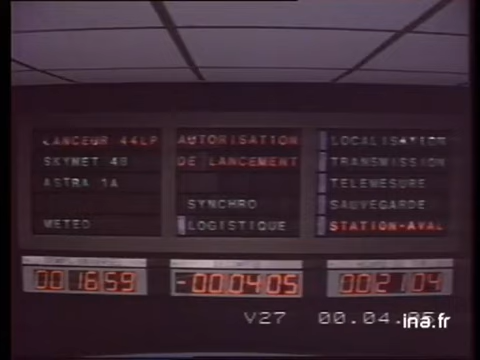 LANCEUR 44LP
SKYNET 4B
ASTRA 1A
METEO
AUTORISATION
DE LANCEMENT
SYNCHRO
LOGISTIQUE
LOCALISATION
TRANSMISSION
TELEMESURE
SAUVEGARDE
STATION-AVAL
00 16 59
-00 04 05
00 21 04
V27 00.04.
ina.fr